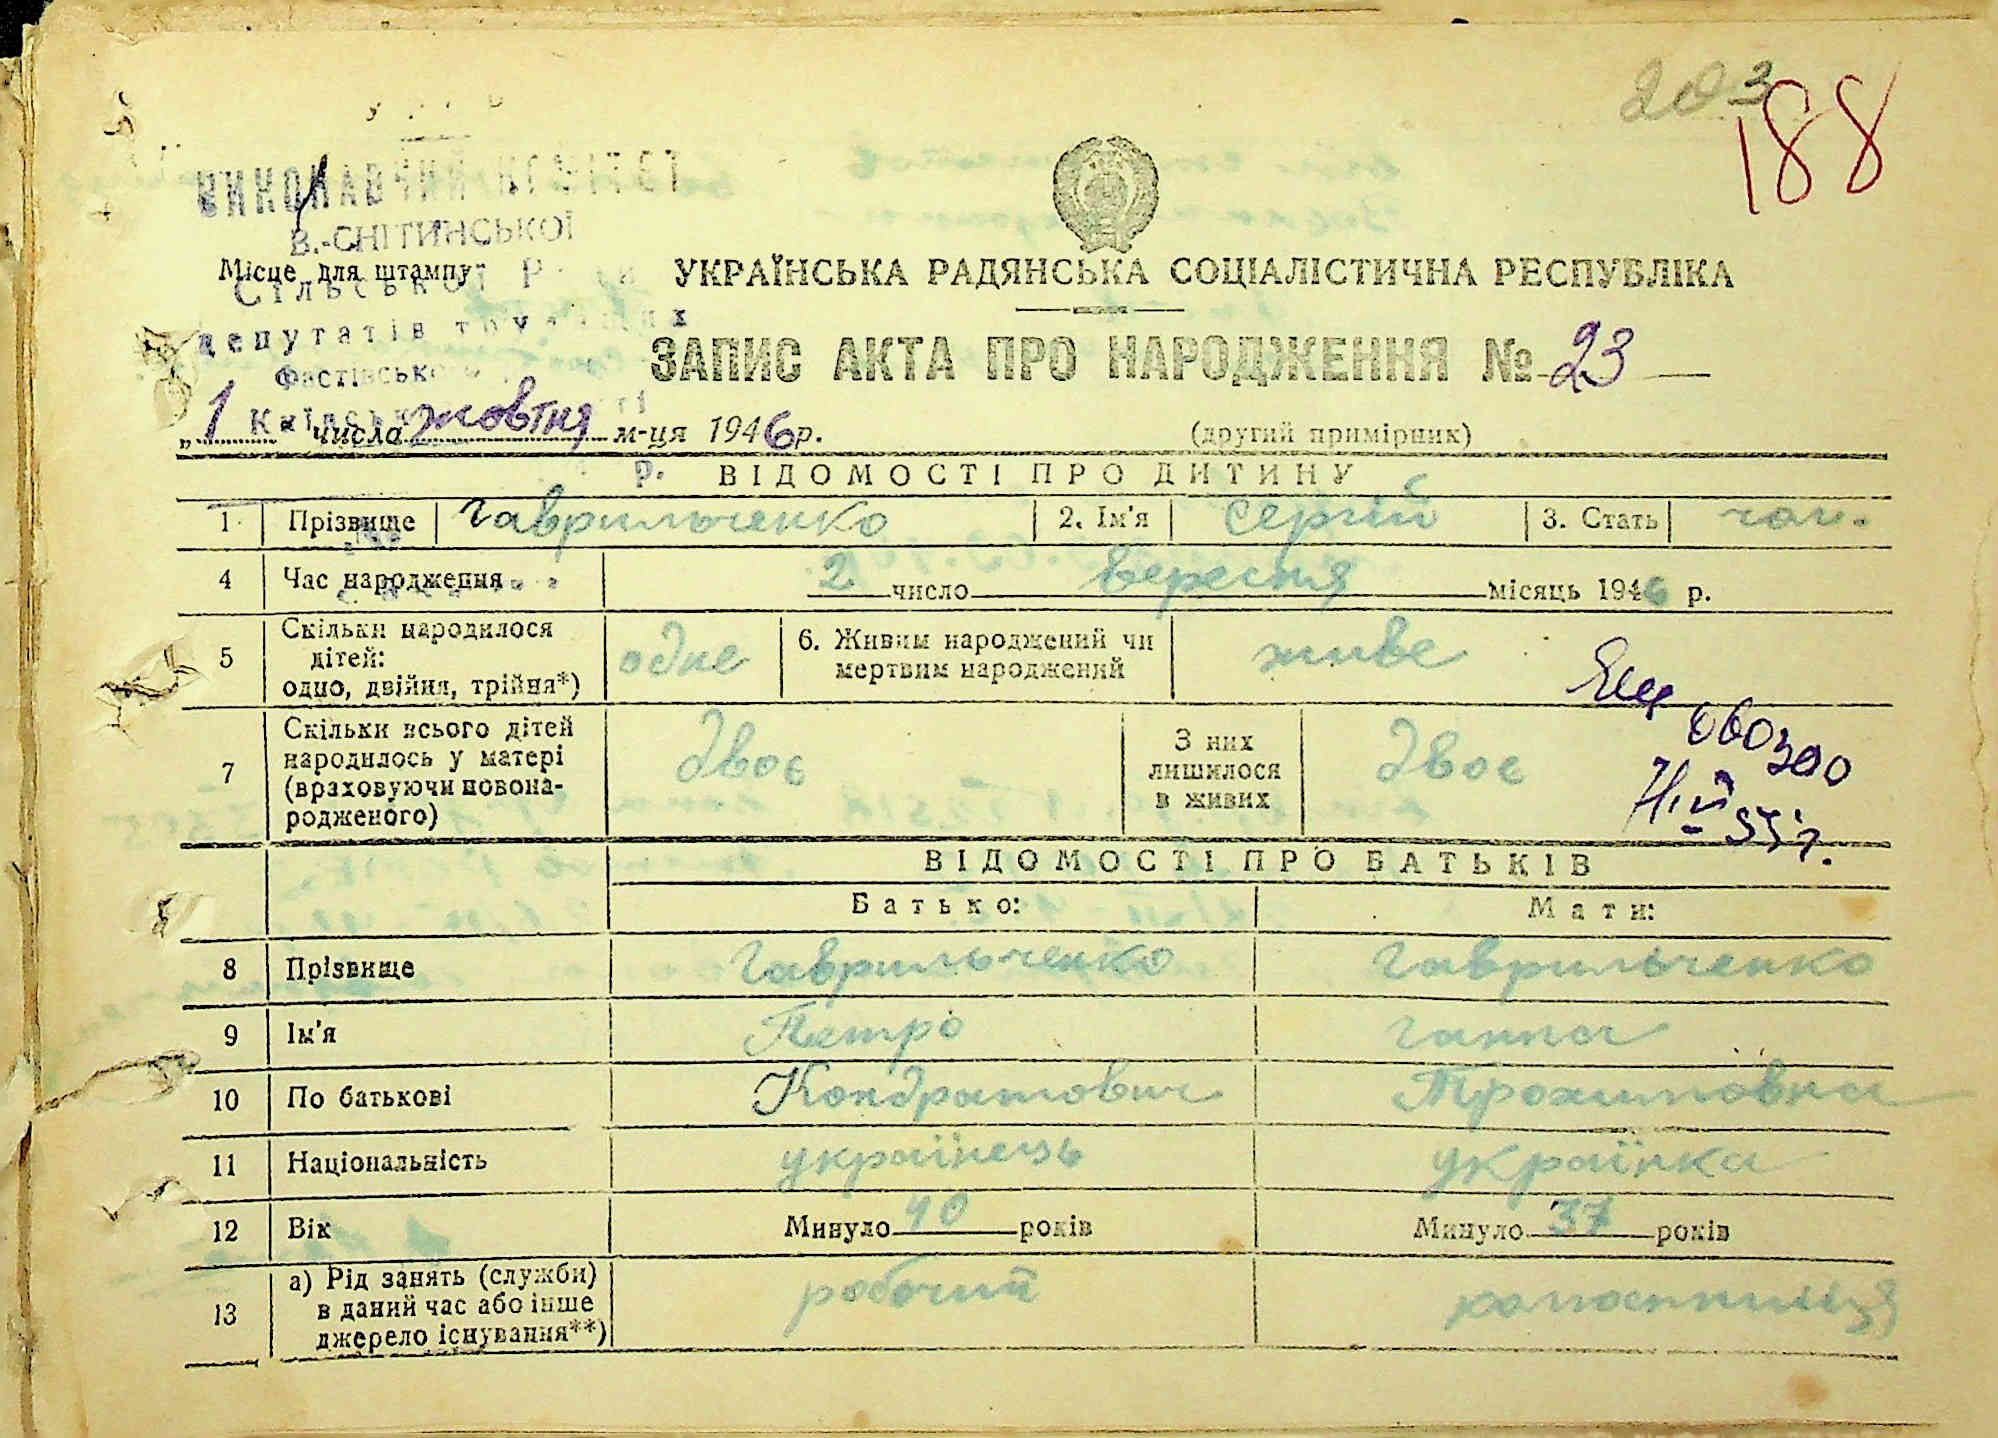 203
188
ВИКОНАВЧИЙ КОМІТЕТ
В.-СНІТИНСЬКОЇ
Місце для штампу
Сільської Ради
депутатів трудящих
Фастівського
УКРАЇНСЬКА РАДЯНСЬКА СОЦІАЛІСТИЧНА РЕСПУБЛІКА
ЗАПИС АКТА ПРО НАРОДЖЕННЯ № 23
„1“ числа жовтня м-ця 1946 р.
(другий примірник)
ВІДОМОСТІ ПРО ДИТИНУ
1 Прізвище Гаврильченко 2. Ім'я Сергій 3. Стать чол.
4 Час народження 2 число вересня місяць 1946 р.
5 Скільки народилося дітей: одно, двійня, трійня*) одне 6. Живим народжений чи мертвим народжений живе
7 Скільки всього дітей народилось у матері (враховуючи новонародженого) двоє З них лишилося в живих двоє
060300
55 г.
ВІДОМОСТІ ПРО БАТЬКІВ
Батько: Мати:
8 Прізвище Гаврильченко Гаврильченко
9 Ім'я Петро Ганна
10 По батькові Кондратович Трохимовна
11 Національність українець українка
12 Вік Минуло 40 років Минуло 37 років
13 а) Рід занять (служби) в даний час або інше джерело існування**) робочий